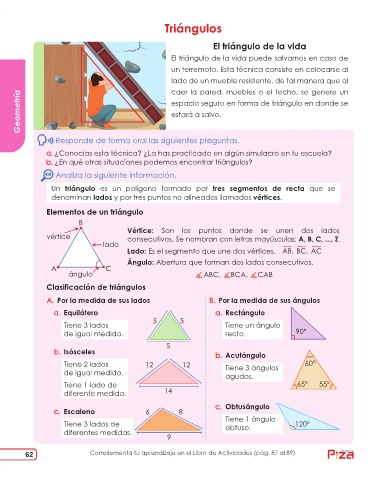 Triángulos
El triángulo de la vida
El triángulo de la vida puede salvarnos en caso de
un terremoto. Esta técnica consiste en colocarse al
lado de un mueble resistente, de tal manera que al
caer la pared, muebles o el techo, se genere un
espacio seguro en forma de triángulo en donde se
estará a salvo.
Geometría
Responde de forma oral las siguientes preguntas.
a. ¿Conocías esta técnica? ¿La has practicado en algún simulacro en tu escuela?
b. ¿En qué otras situaciones podemos encontrar triángulos?
Analiza la siguiente información.
Un triángulo es un polígono formado por tres segmentos de recta que se
denominan lados y por tres puntos no alineados llamados vértices.
Elementos de un triángulo
B
vértice
lado
A
C
ángulo
Vértice: Son los puntos donde se unen dos lados
consecutivos. Se nombran con letras mayúsculas: A, B, C, ..., Z.
Lado: Es el segmento que une dos vértices. AB, BC, AC
Ángulo: Abertura que forman dos lados consecutivos.
∡ ABC, ∡ BCA, ∡ CAB
Clasificación de triángulos
A. Por la medida de sus lados
a. Equilátero
Tiene 3 lados
de igual medida.
5 5
5
b. Isósceles
Tiene 2 lados
de igual medida.
Tiene 1 lado de
diferente medida.
12 12
14
c. Escaleno
Tiene 3 lados de
diferentes medidas.
6 8
9
B. Por la medida de sus ángulos
a. Rectángulo
Tiene un ángulo
recto.
90°
b. Acutángulo
Tiene 3 ángulos
agudos.
60°
65° 55°
c. Obtusángulo
Tiene 1 ángulo
obtuso.
120°
62
Complementa tu aprendizaje en el Libro de Actividades (pág. 87 al 89)
Piza